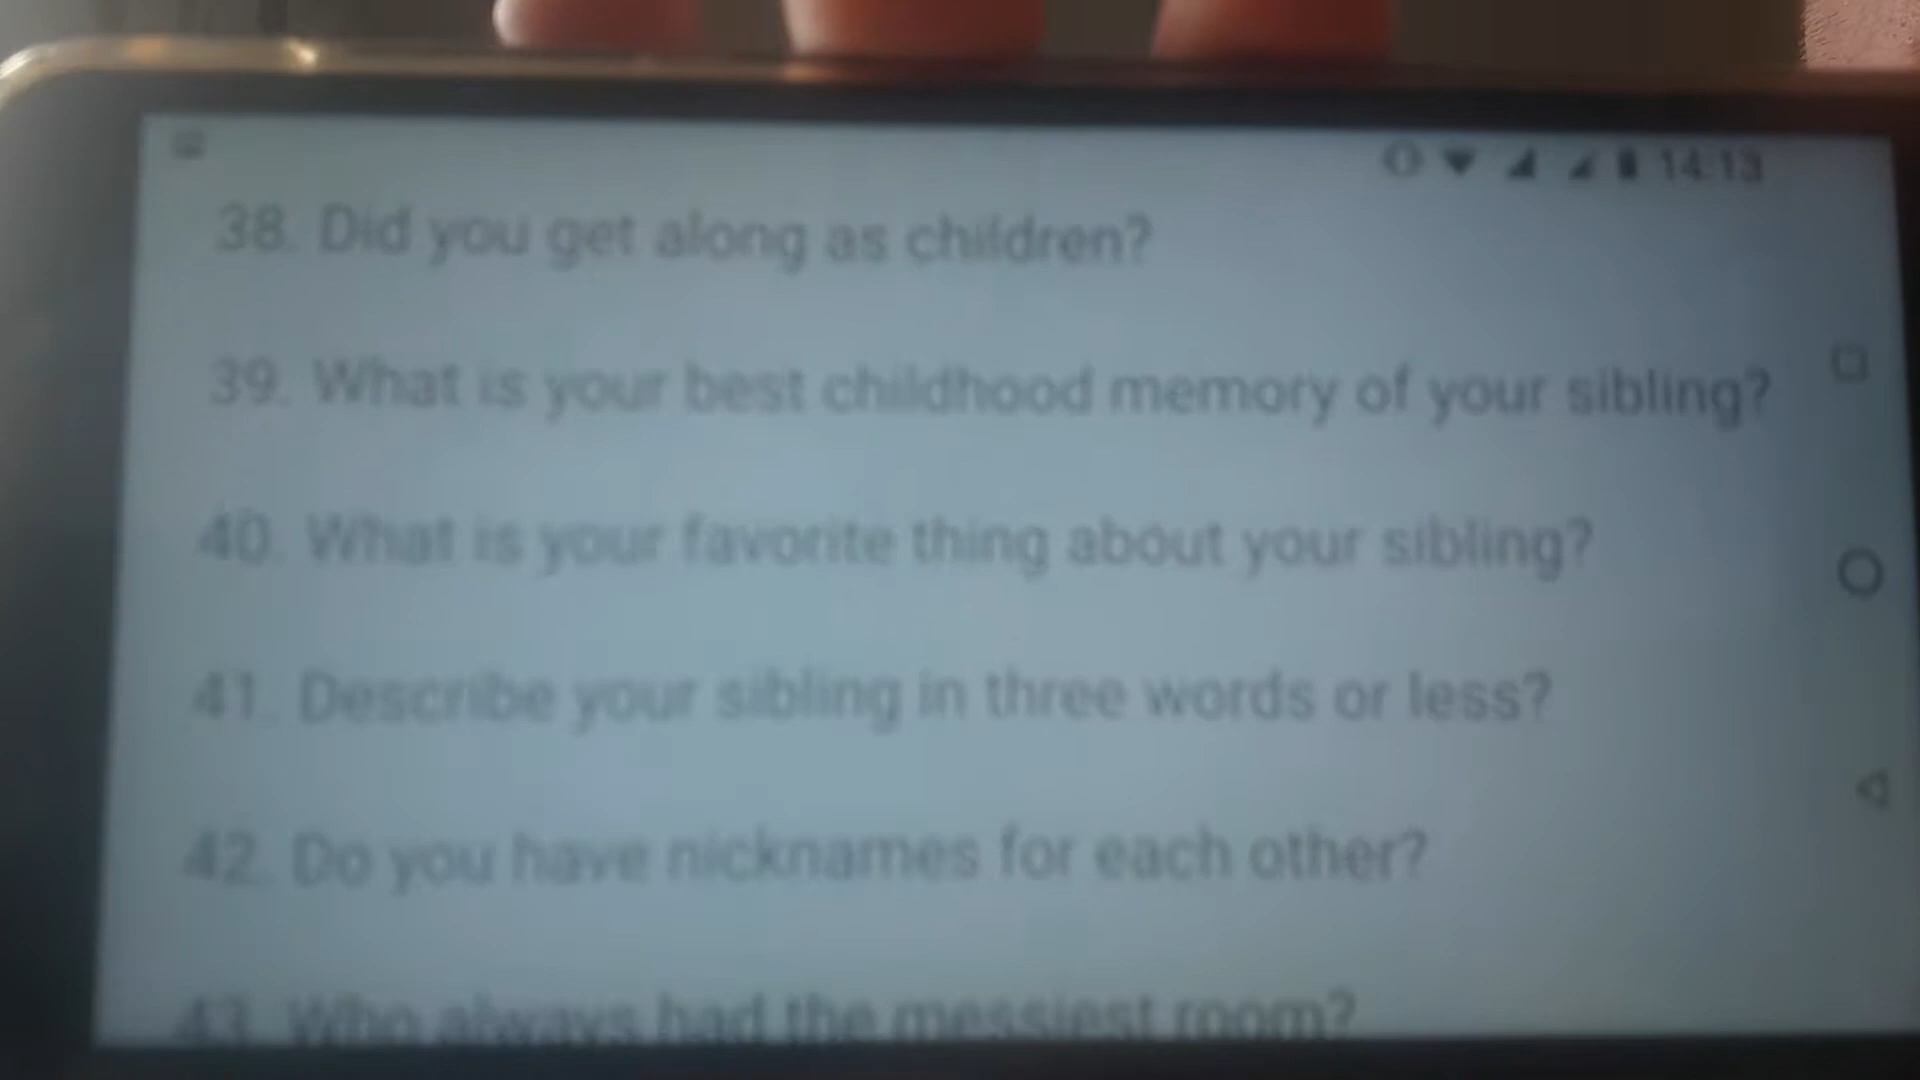 14:13
38. Did you get along as children?
39. What is your best childhood memory of your sibling?
40. What is your favorite thing about your sibling?
41. Describe your sibling in three words or less?
42. Do you have nicknames for each other?
43. Who always had the messiest room?